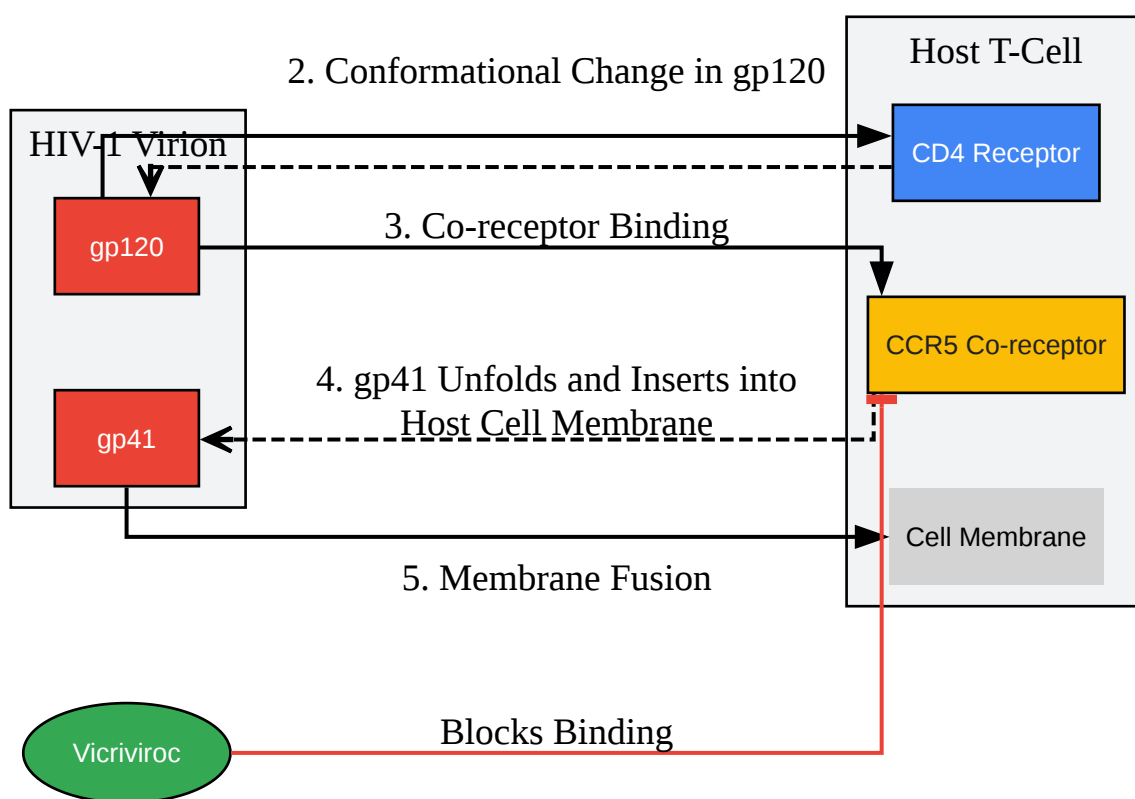 Host T-Cell
2. Conformational Change in gp120
HIV-1 Virion
CD4 Receptor
3. Co-receptor Binding
gp120
CCR5 Co-receptor
4. gp41 Unfolds and Inserts into
Host Cell Membrane
gp41
Cell Membrane
5. Membrane Fusion
Blocks Binding
Vicriviroc